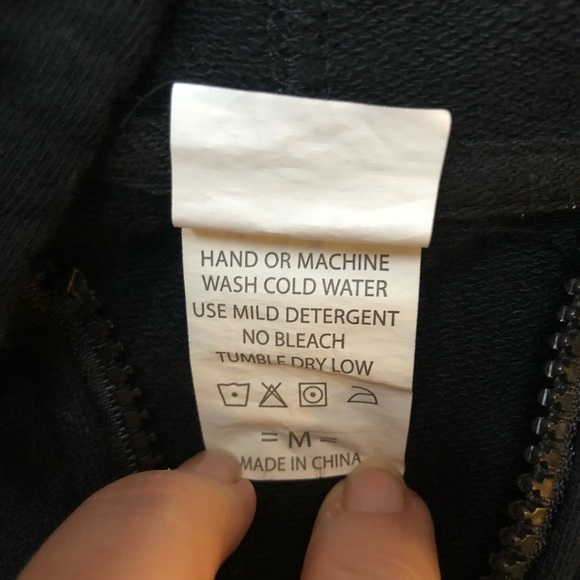 HAND OR MACHINE
WASH COLD WATER
USE MILD DETERGENT
NO BLEACH
TUMBLE DRY LOW
= M =
MADE IN CHINA